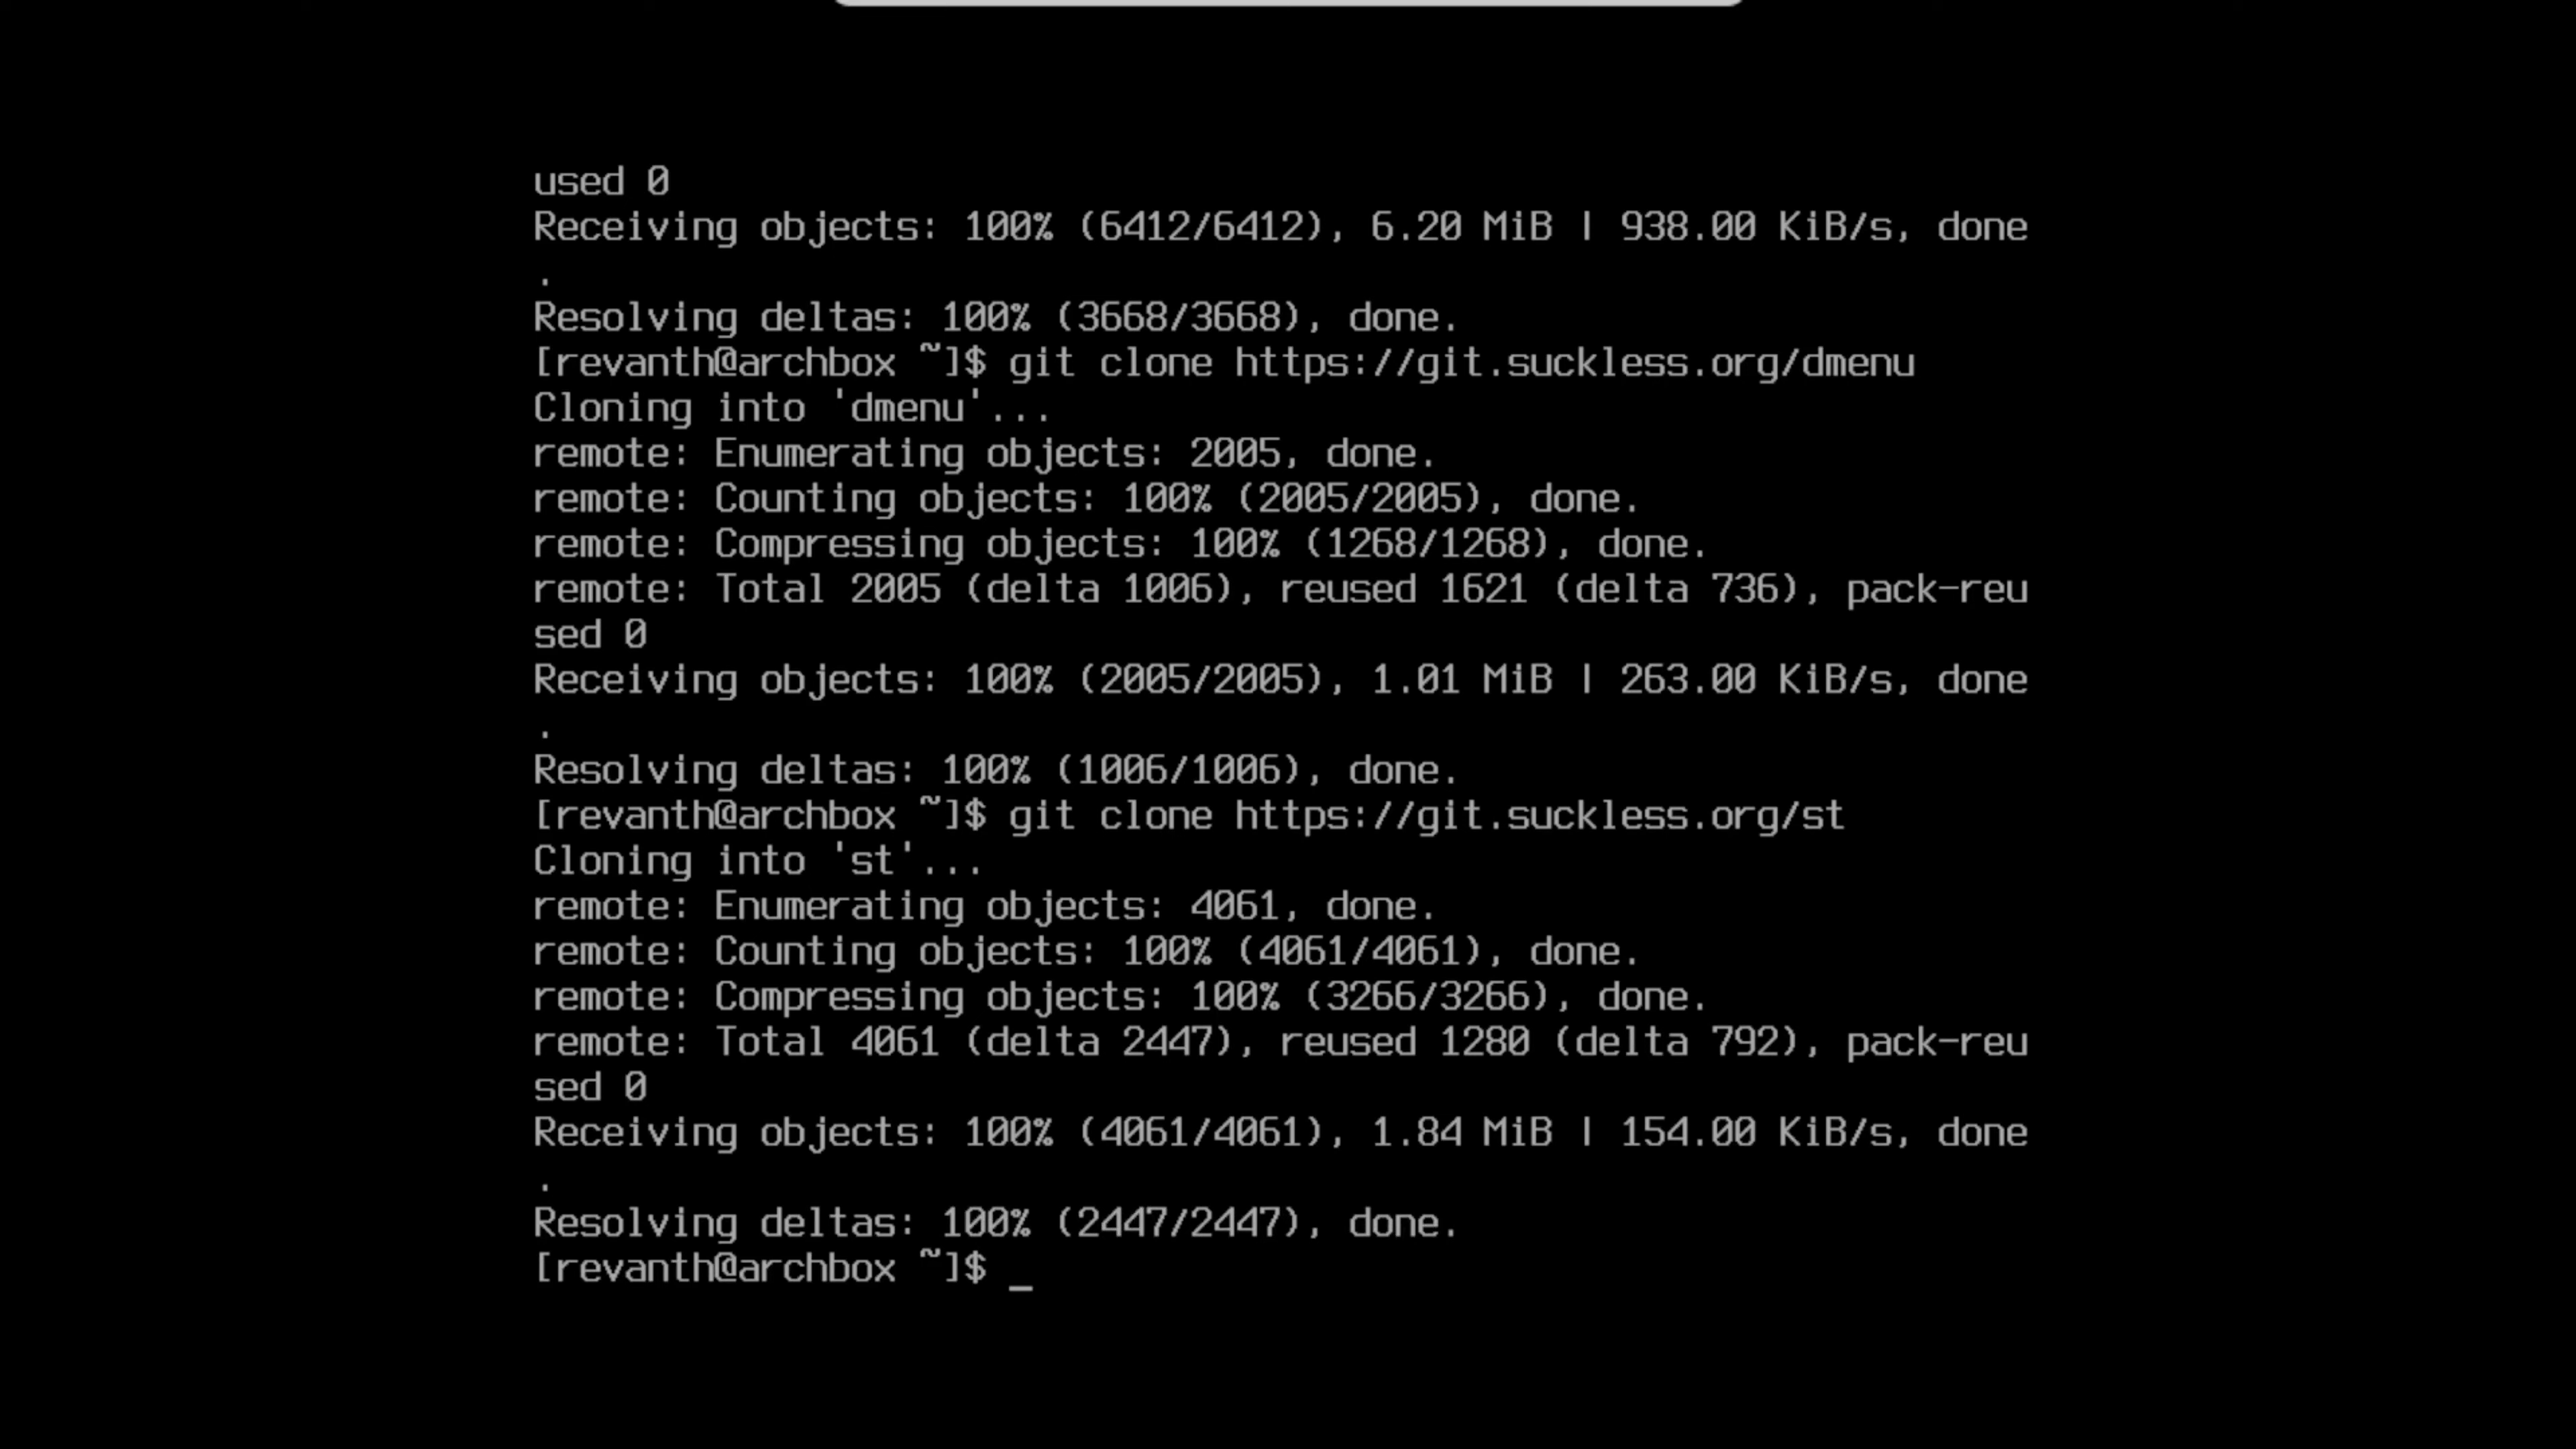 used 0
Receiving objects: 100% (6412/6412), 6.20 MiB | 938.00 KiB/s, done
.
Resolving deltas: 100% (3668/3668), done.
[revanth@archbox ~]$ git clone https://git.suckless.org/dmenu
Cloning into 'dmenu'...
remote: Enumerating objects: 2005, done.
remote: Counting objects: 100% (2005/2005), done.
remote: Compressing objects: 100% (1268/1268), done.
remote: Total 2005 (delta 1006), reused 1621 (delta 736), pack-reu
sed 0
Receiving objects: 100% (2005/2005), 1.01 MiB | 263.00 KiB/s, done
.
Resolving deltas: 100% (1006/1006), done.
[revanth@archbox ~]$ git clone https://git.suckless.org/st
Cloning into 'st'...
remote: Enumerating objects: 4061, done.
remote: Counting objects: 100% (4061/4061), done.
remote: Compressing objects: 100% (3266/3266), done.
remote: Total 4061 (delta 2447), reused 1280 (delta 792), pack-reu
sed 0
Receiving objects: 100% (4061/4061), 1.84 MiB | 154.00 KiB/s, done
.
Resolving deltas: 100% (2447/2447), done.
[revanth@archbox ~]$ _